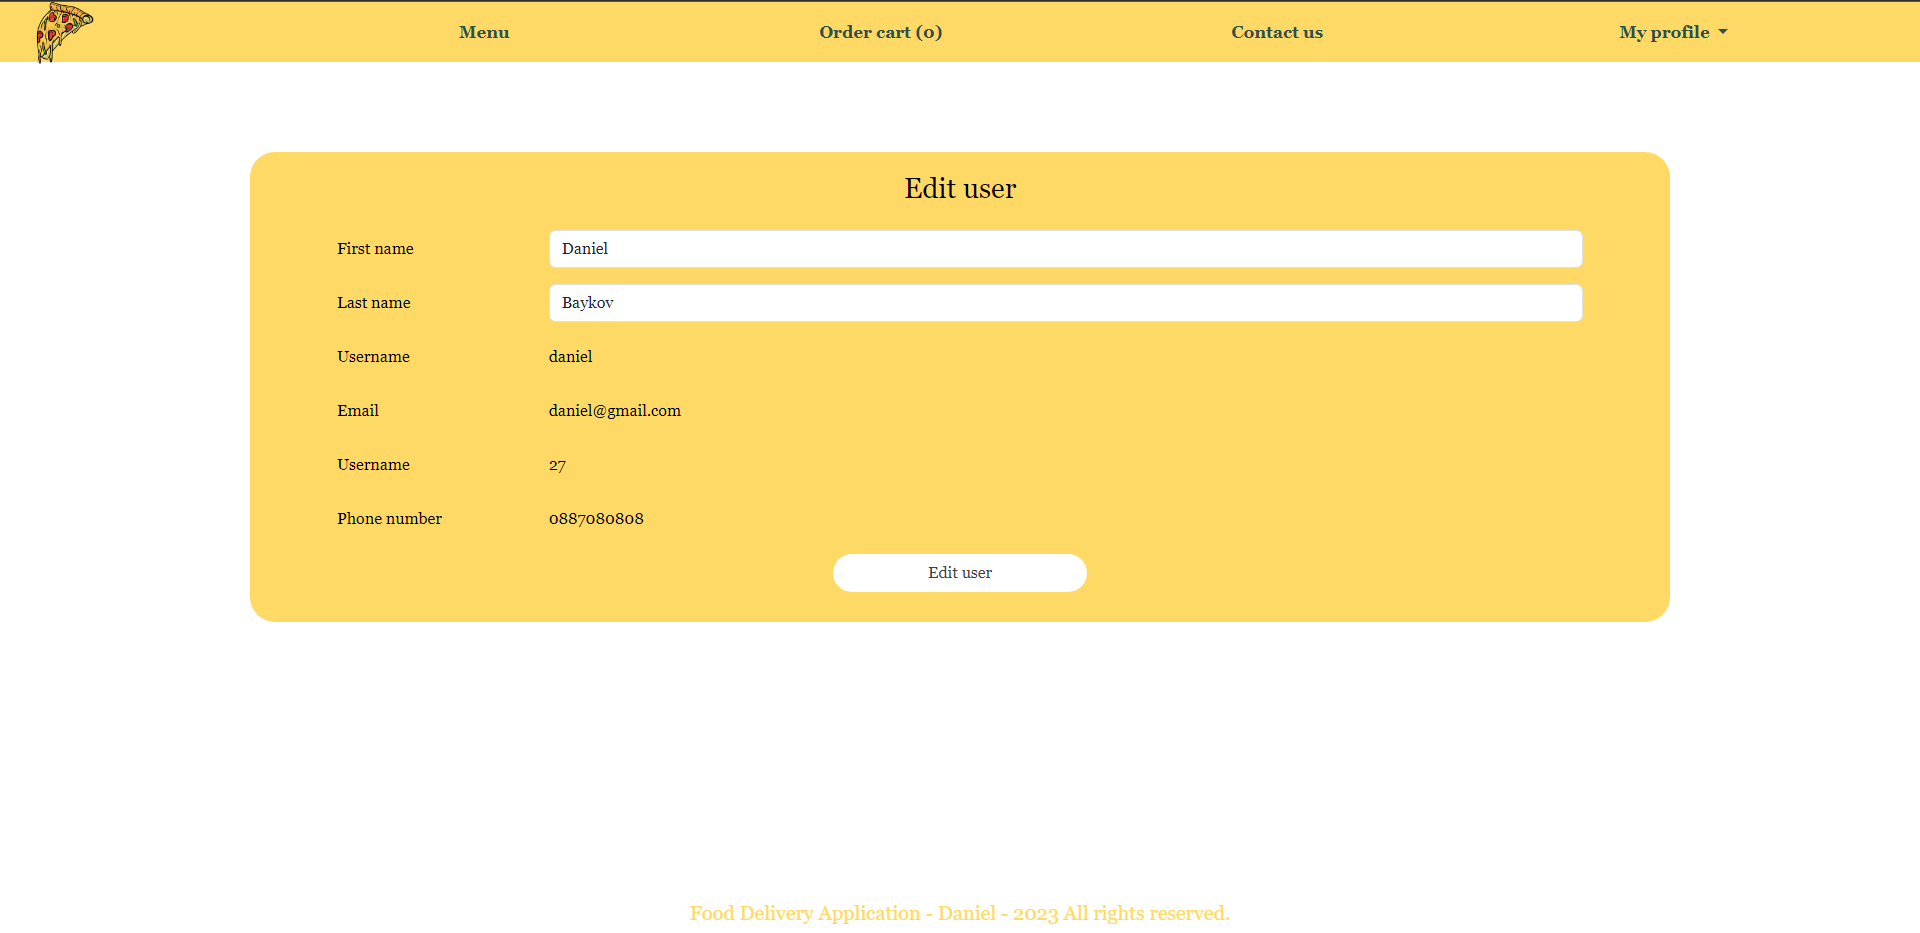 Menu Order cart (0) Contact us My profile
Edit user
First name Daniel
Last name Baykov
Username daniel
Email daniel@gmail.com
Username 27
Phone number 0887080808
Edit user
Food Delivery Application - Daniel - 2023 All rights reserved.